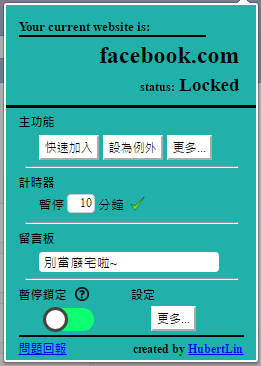 Your current website is:
facebook.com
status: Locked
主功能
快速加入 設為例外 更多...
計時器
暫停 10 分鐘
留言板
別當廢宅啦~
暫停鎖定 ? 設定
更多...
問題回報 created by HubertLin